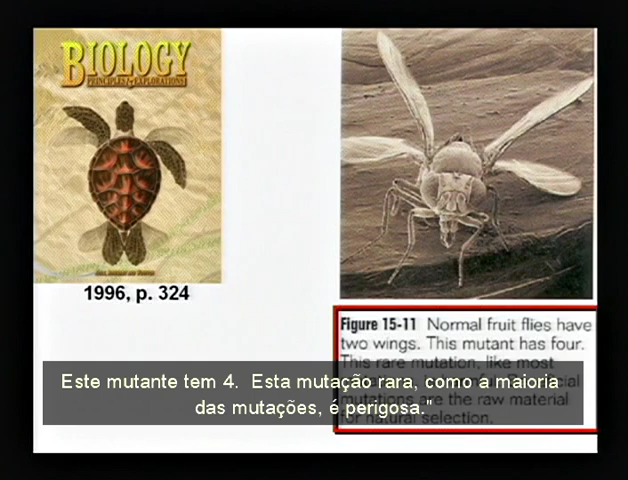 BIOLOGY
PRINCIPLES & EXPLORATIONS
1996, p. 324
Figure 15-11 Normal fruit flies have
two wings. This mutant has four.
This rare mutation, like most
mutations are the raw material
for natural selection.
Este mutante tem 4. Esta mutação rara, como a maioria
das mutações, é perigosa."